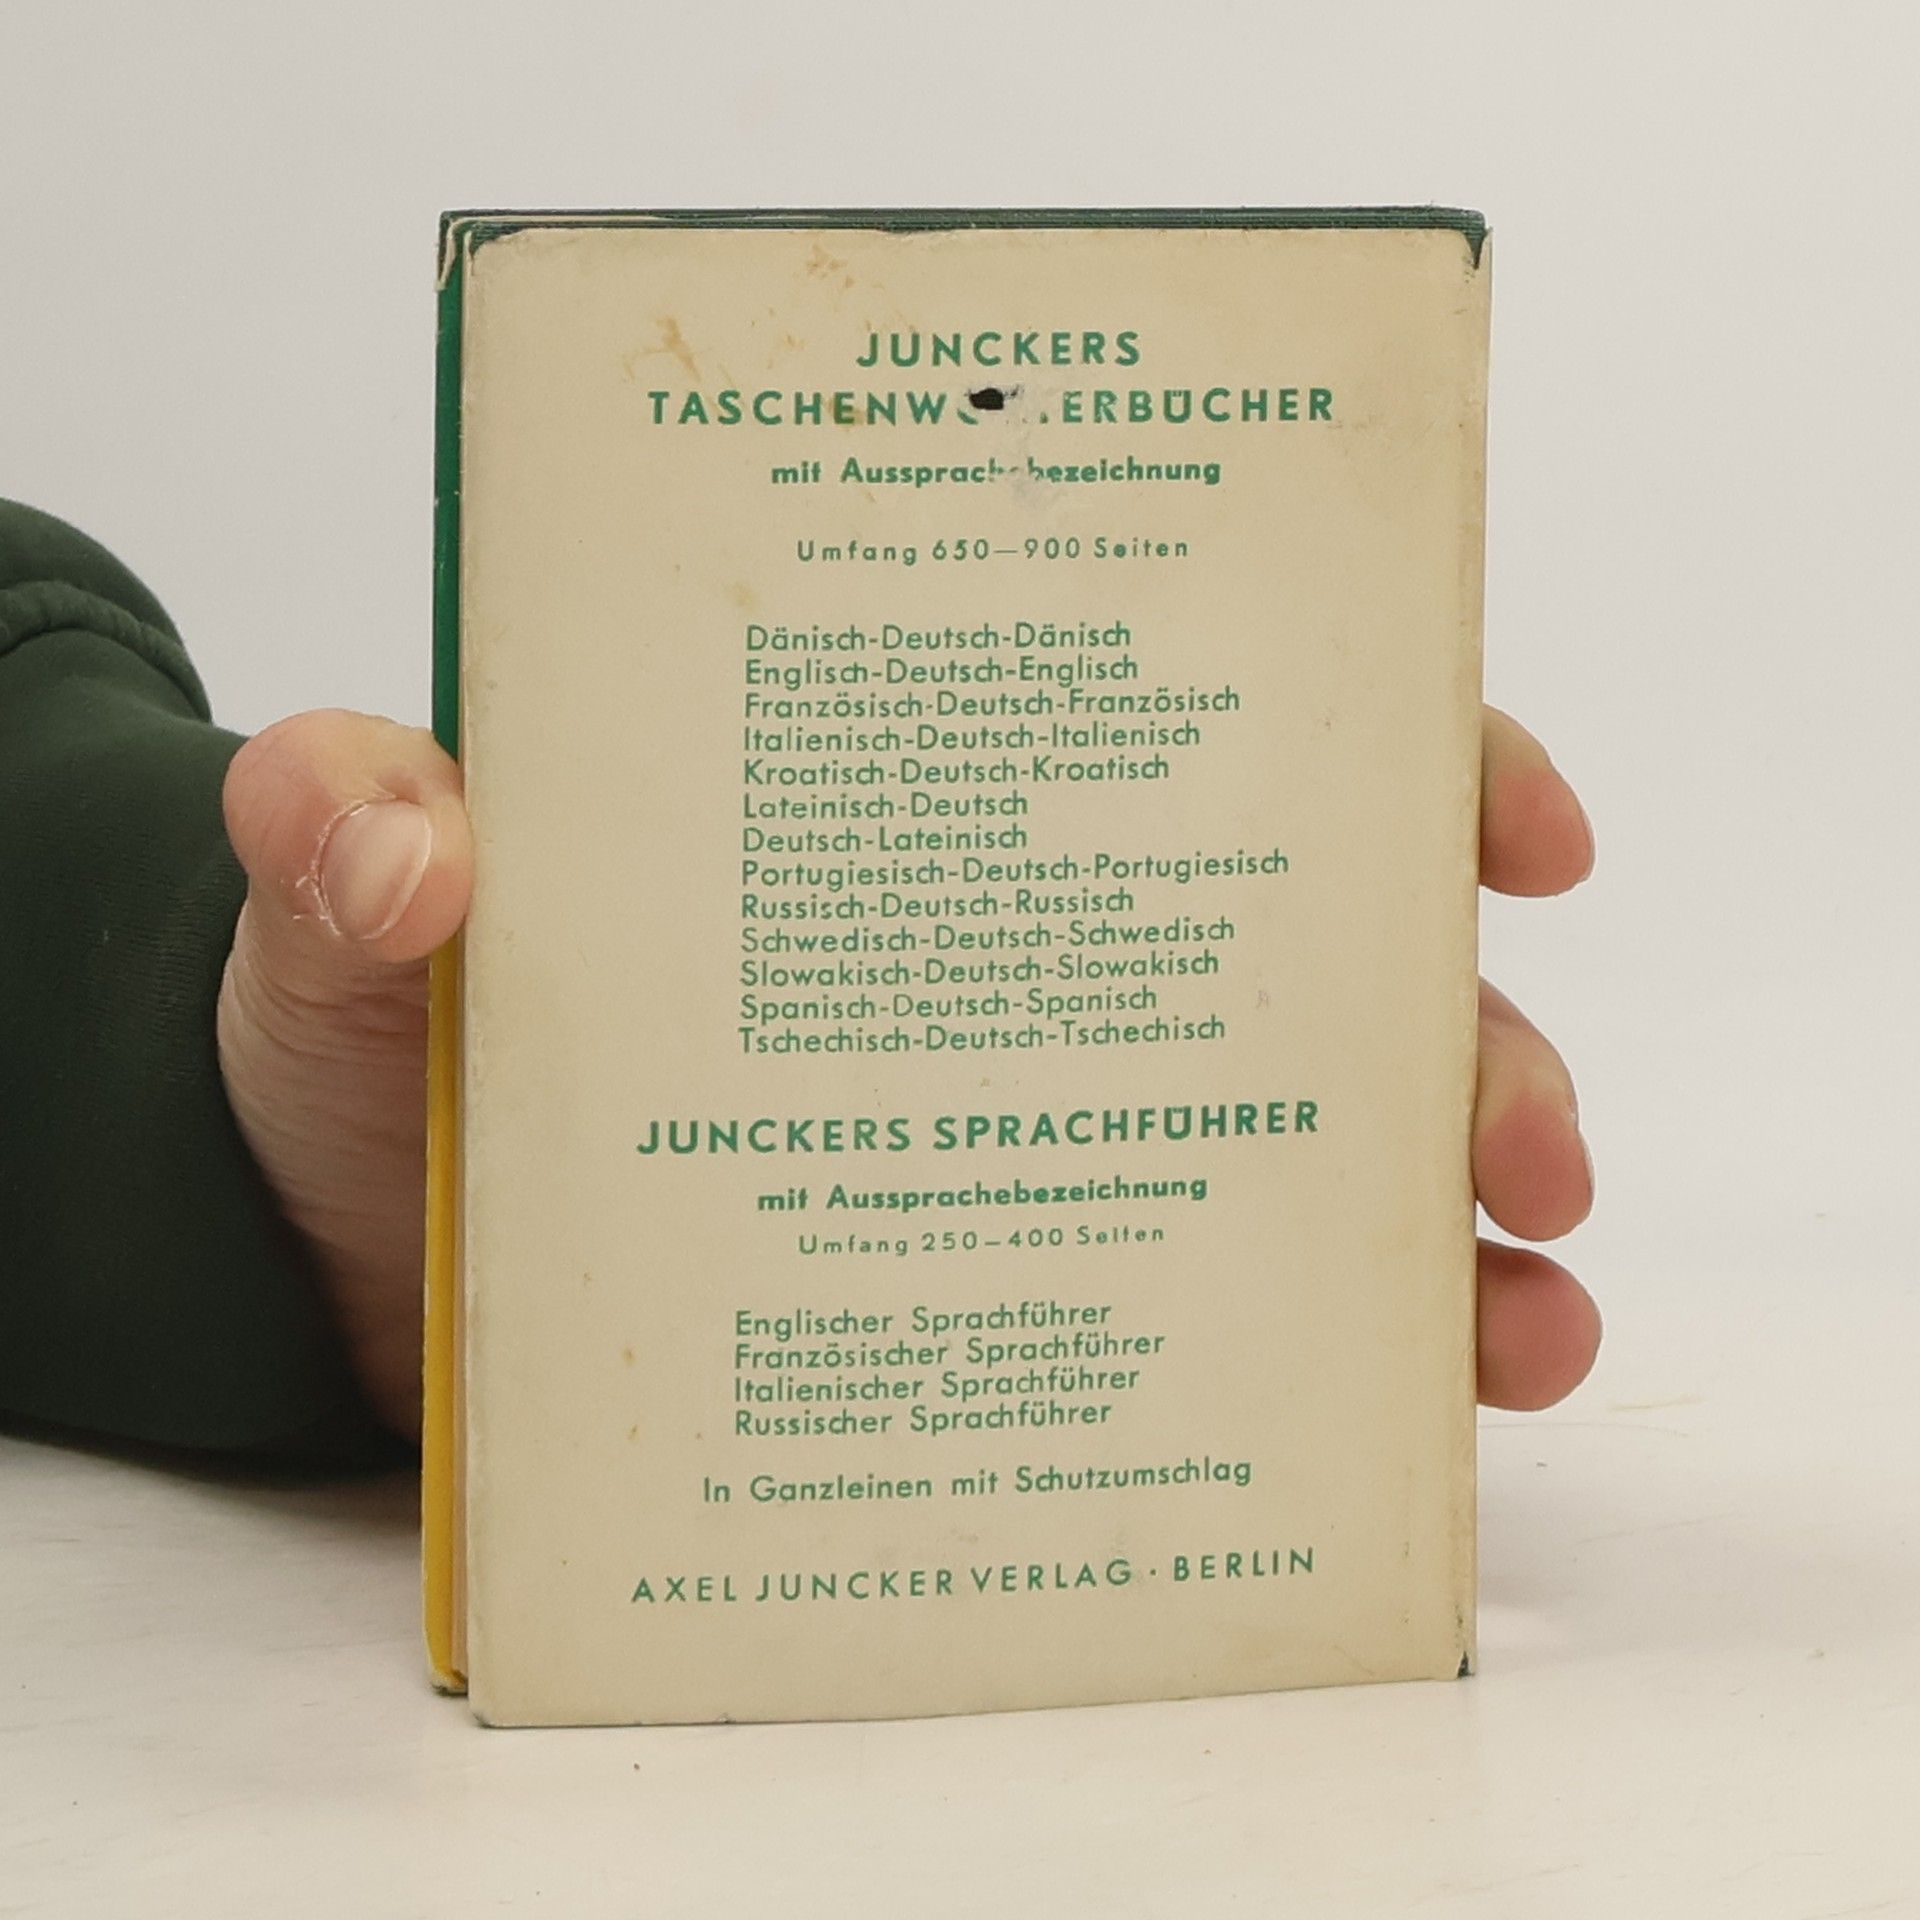 JUNCKERS
mit
Umfang 650—900 Seiten
Dänisch-Deutsch-Dänisch
Englisch-Deutsch-Englisch
Französisch-Deutsch-Französisch
Italienisch-Deutsch-Italienisch
Kroatisch-Deutsch-Kroatisch
Lateinisch-Deutsch
Deutsch-Lateinisch
Portugiesisch-Deutsch-Portugiesisch
Russisch-Deutsch-Russisch
Schwedisch-Deutsch-Schwedisch
Slowakisch-Deutsch-Slowakisch
Spanisch-Deutsch-Spanisch
Tschechisch-Deutsch-Tschechisch
JUNCKERS SPRACHFÜHRER
mit Aussprachebezeichnung
Umfang 250–400 Seiten
Englischer Sprachführer
Französischer Sprachführer
Italienischer Sprachführer
Russischer Sprachführer
In Ganzleinen mit Schutzumschlag
AXEL JUNCKER VERLAG · BERLIN